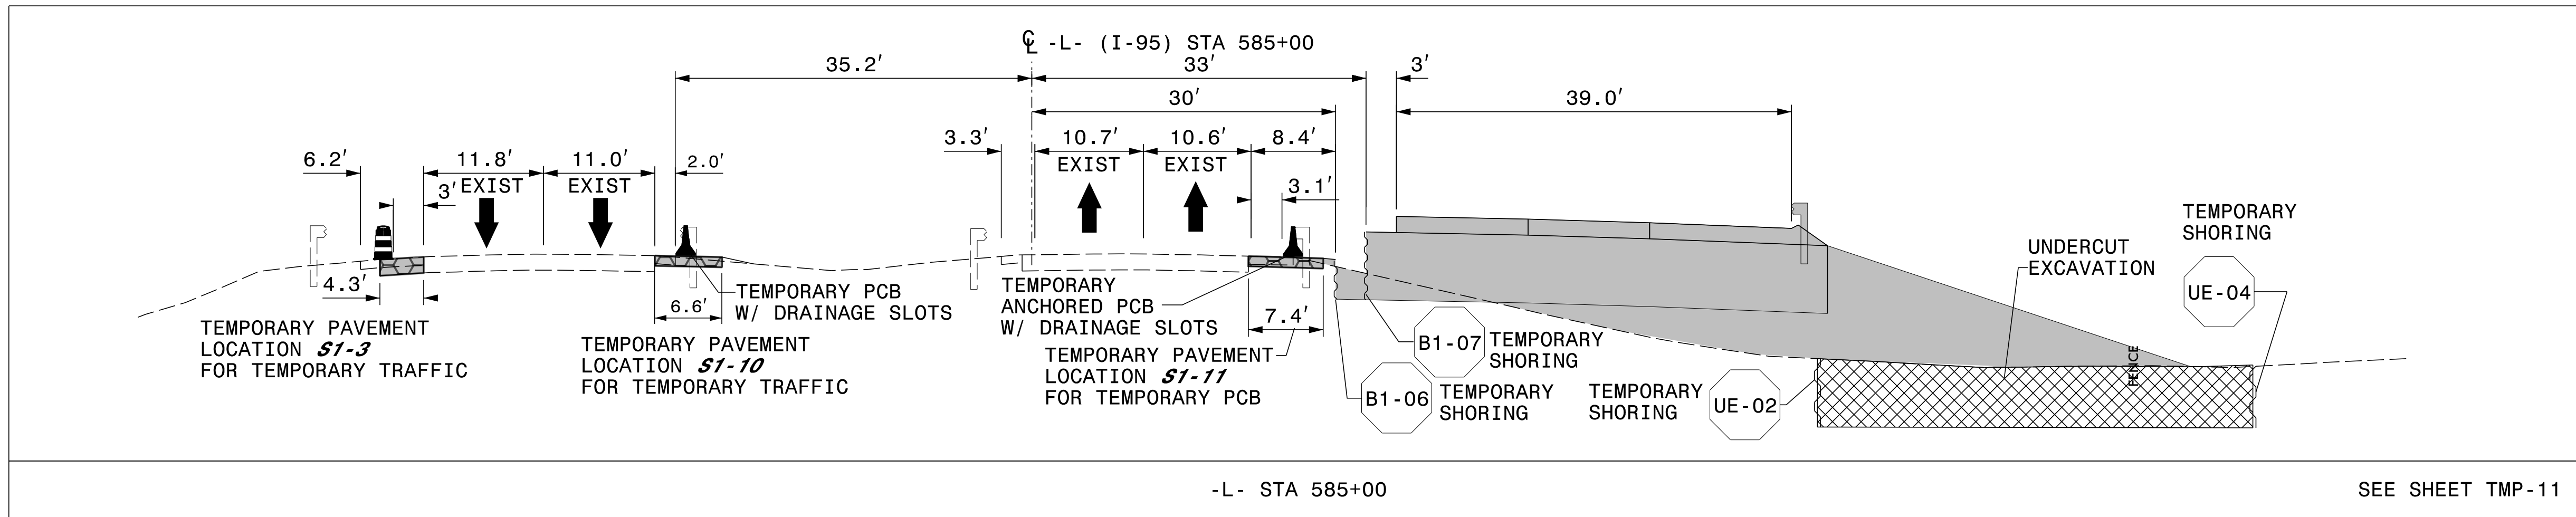 ℄ -L- (I-95) STA 585+00
35.2'
33'
3'
30'
39.0'
6.2'
11.8'
EXIST
11.0'
EXIST
2.0'
3.3'
10.7'
EXIST
10.6'
EXIST
8.4'
3'
3.1'
4.3'
6.6'
7.4'
TEMPORARY PAVEMENT
LOCATION S1-3
FOR TEMPORARY TRAFFIC
TEMPORARY PCB
W/ DRAINAGE SLOTS
TEMPORARY PAVEMENT
LOCATION S1-10
FOR TEMPORARY TRAFFIC
TEMPORARY
ANCHORED PCB
W/ DRAINAGE SLOTS
TEMPORARY PAVEMENT
LOCATION S1-11
FOR TEMPORARY PCB
B1-07
TEMPORARY
SHORING
B1-06
TEMPORARY
SHORING
TEMPORARY
SHORING
UE-02
UNDERCUT
EXCAVATION
TEMPORARY
SHORING
UE-04
FENCE
-L- STA 585+00
SEE SHEET TMP-11